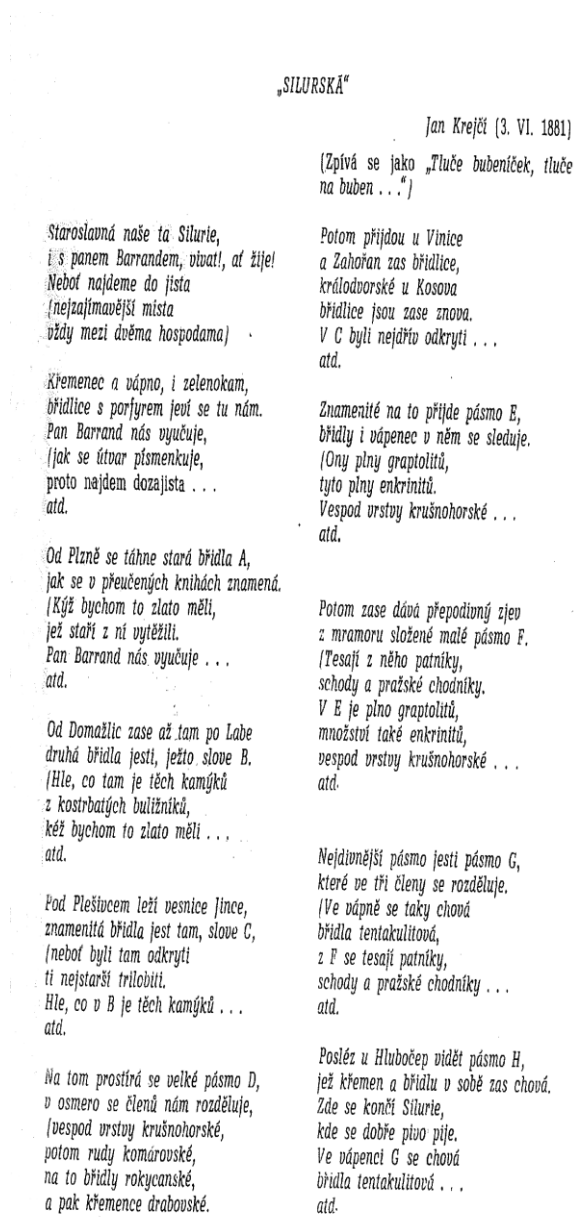 „SILURSKÁ“
Jan Krejčí (3. VI. 1881)
(Zpívá se jako „Tluče bubeníček, tluče
na buben . . .“)
Staroslavná naše ta Silurie,
i s panem Barrandem, vivat!, ať žije!
Neboť najdeme do jista
(nejzajímavější místa
vždy mezi dvěma hospodama)
Křemenec a vápno, i zelenokam,
břidlice s porfyrem jeví se tu nám.
Pan Barrand nás vyučuje,
(jak se útvar písmenkuje,
proto najdem dozajista . . .
atd.
Od Plzně se táhne stará břidla A,
jak se v přeučených knihách znamená.
(Kýž bychom to zlato měli,
jež staří z ní vytěžili.
Pan Barrand nás vyučuje . . .
atd.
Od Domažlic zase až tam po Labe
druhá břidla jesti, ježto slove B.
(Hle, co tam je těch kamýků
z kostrbatých buližníků,
kéž bychom to zlato měli . . .
atd.
Pod Plešivcem leží vesnice Jince,
znamenitá břidla jest tam, slove C,
(neboť byli tam odkryti
ti nejstarší trilobiti.
Hle, co v B je těch kamýků . . .
atd.
Na tom prostírá se velké pásmo D,
v osmero se členů nám rozděluje,
(vespod vrstvy krušnohorské,
potom rudy komárovské,
na to břidly rokycanské,
a pak křemence drabovské.
Potom přijdou u Vinice
a Zahořan zas břidlice,
králodvorské u Kosova
břidlice jsou zase znova.
V C byli nejdřív odkryti . . .
atd.
Znamenité na to přijde pásmo E,
břidly i vápenec v něm se sleduje.
(Ony plny graptolitů,
tyto plny enkrinitů.
Vespod vrstvy krušnohorské . . .
atd.
Potom zase dává přepodivný zjev
z mramoru složené malé pásmo F.
(Tesají z něho patníky,
schody a pražské chodníky.
V E je plno graptolitů,
množství také enkrinitů,
vespod vrstvy krušnohorské . . .
atd.
Nejdivnější pásmo jesti pásmo G,
které ve tři členy se rozděluje.
(Ve vápně se taky chová
břidla tentakulitová,
z F se tesají patníky,
schody a pražské chodníky . . .
atd.
Posléz u Hlubočep vidět pásmo H,
jež křemen a břidlu v sobě zas chová.
Zde se končí Silurie,
kde se dobře pivo pije.
Ve vápenci G se chová
břidla tentakulitová . . .
atd.